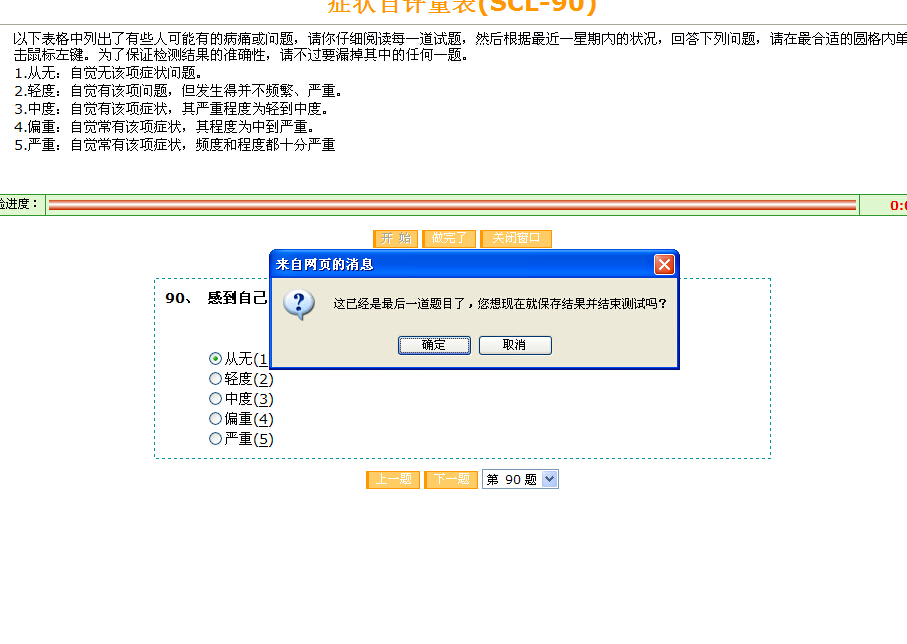 症状自评量表(SCL-90)
以下表格中列出了有些人可能有的病痛或问题，请你仔细阅读每一道试题，然后根据最近一星期内的状况，回答下列问题，请在最合适的圆格内单
击鼠标左键。为了保证检测结果的准确性，请不过要漏掉其中的任何一题。
1.从无：自觉无该项症状问题。
2.轻度：自觉有该项问题，但发生得并不频繁、严重。
3.中度：自觉有该项症状，其严重程度为轻到中度。
4.偏重：自觉常有该项症状，其程度为中到严重。
5.严重：自觉常有该项症状，频度和程度都十分严重
验进度：
开 始 做完了 关闭窗口
来自网页的消息
90、 感到自己
这已经是最后一道题目了，您想现在就保存结果并结束测试吗?
确定 取消
从无(1
轻度(2)
中度(3)
偏重(4)
严重(5)
上一题 下一题 第 90 题